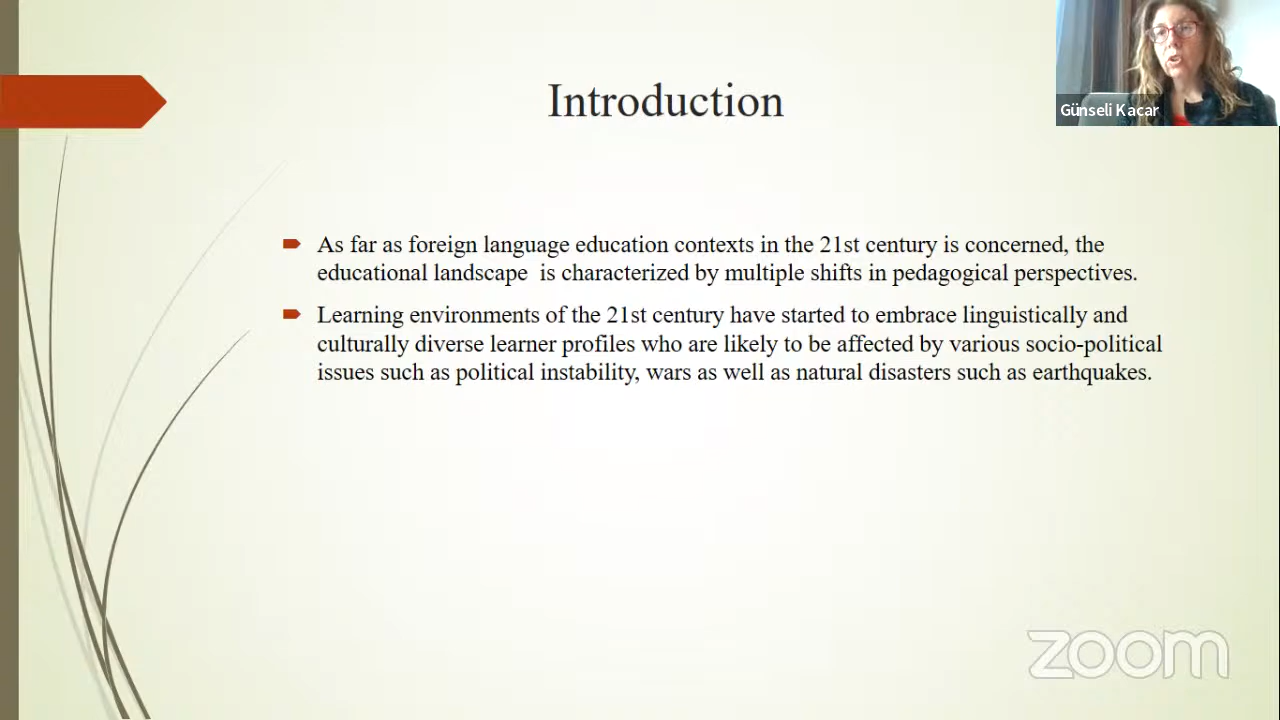 Introduction
Günseli Kacar
As far as foreign language education contexts in the 21st century is concerned, the
educational landscape  is characterized by multiple shifts in pedagogical perspectives.
Learning environments of the 21st century have started to embrace linguistically and
culturally diverse learner profiles who are likely to be affected by various socio-political
issues such as political instability, wars as well as natural disasters such as earthquakes.
zoom